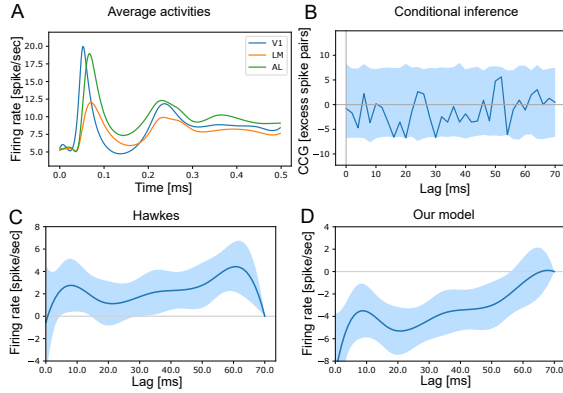 A
Average activities
Firing rate [spike/sec]
20.0
17.5
15.0
12.5
10.0
7.5
5.0
V1
LM
AL
0.0 0.1 0.2 0.3 0.4 0.5
Time [ms]
B
Conditional inference
CCG [excess spike pairs]
10
5
0
−5
−10
0 10 20 30 40 50 60 70
Lag [ms]
C
Hawkes
Firing rate [spike/sec]
8
6
4
2
0
−2
−4
0.0 10.0 20.0 30.0 40.0 50.0 60.0 70.0
Lag [ms]
D
Our model
Firing rate [spike/sec]
4
2
0
−2
−4
−6
−8
0.0 10.0 20.0 30.0 40.0 50.0 60.0 70.0
Lag [ms]